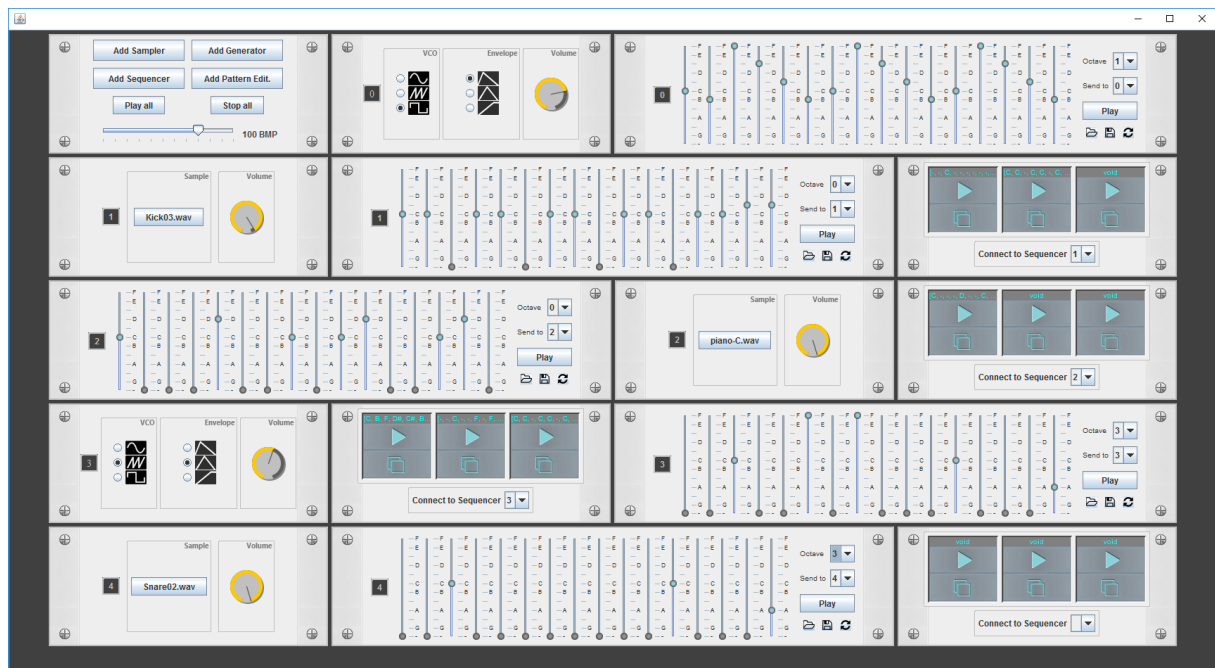 Add Sampler Add Generator
Add Sequencer Add Pattern Edit.
Play all Stop all
100 BMP
0
VCO Envelope Volume
0
F E D C B A G
Octave 1
Send to 0
Play
1
Sample Volume
Kick03.wav
1
F E D C B A G
Octave 0
Send to 1
Play
void
Connect to Sequencer 1
2
F E D C B A G
Octave 0
Send to 2
Play
2
Sample Volume
piano-C.wav
void void
Connect to Sequencer 2
3
VCO Envelope Volume
Connect to Sequencer 3
3
F E D C B A G
Octave 3
Send to 3
Play
4
Sample Volume
Snare02.wav
4
F E D C B A G
Octave 3
Send to 4
Play
void void void
Connect to Sequencer